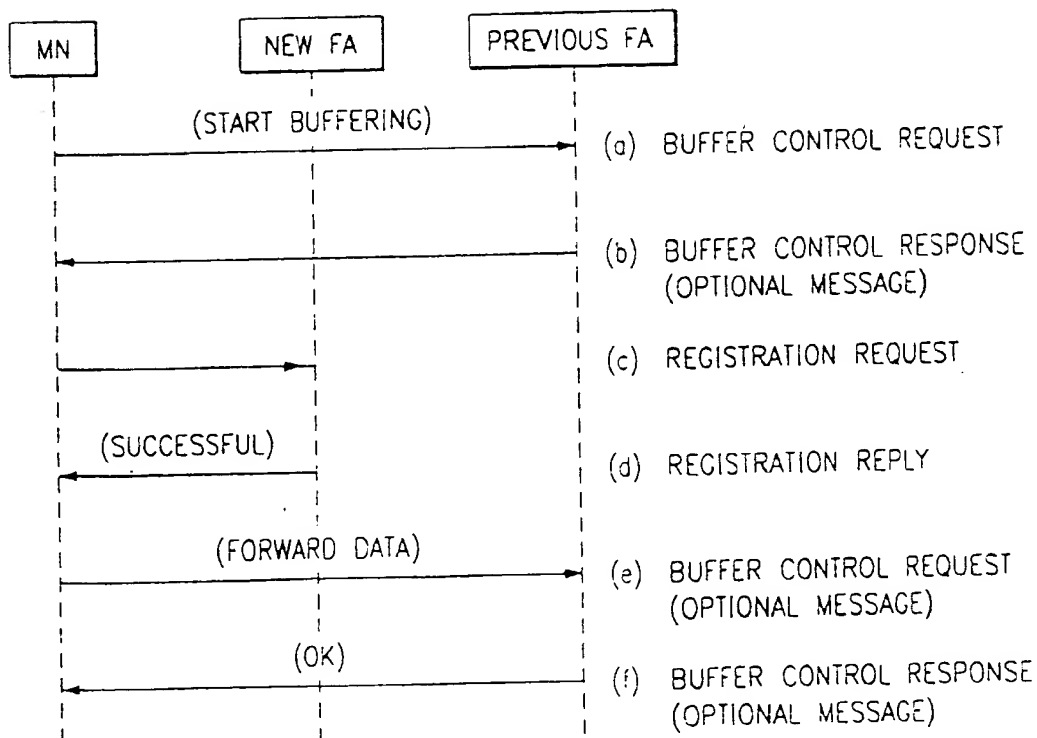 MN
NEW FA
PREVIOUS FA
(START BUFFERING)
(a) BUFFER CONTROL REQUEST
(b) BUFFER CONTROL RESPONSE
(OPTIONAL MESSAGE)
(c) REGISTRATION REQUEST
(SUCCESSFUL)
(d) REGISTRATION REPLY
(FORWARD DATA)
(e) BUFFER CONTROL REQUEST
(OPTIONAL MESSAGE)
(OK)
(f) BUFFER CONTROL RESPONSE
(OPTIONAL MESSAGE)